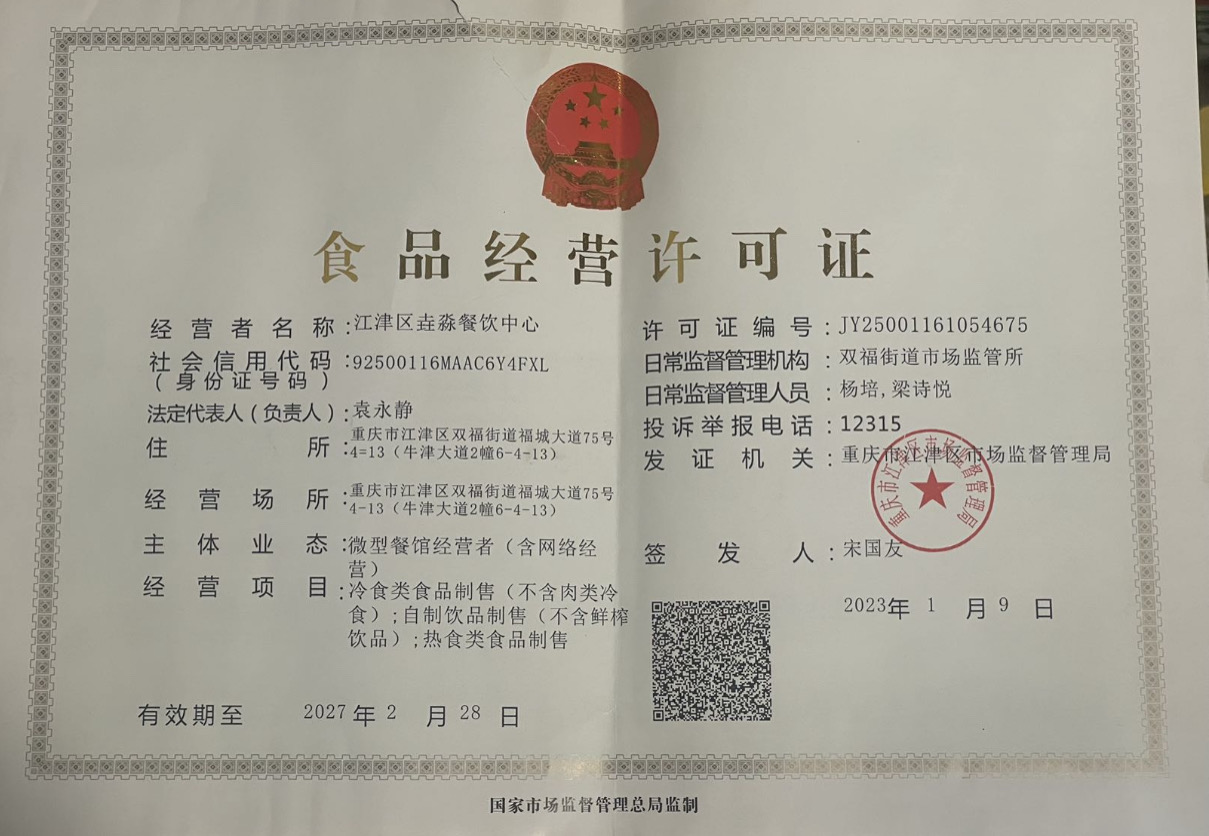 食品经营许可证
经营者名称:江津区垚淼餐饮中心
社会信用代码:92500116MAAC6Y4FXL
(身份证号码)
法定代表人(负责人):袁永静
住所:重庆市江津区双福街道福城大道75号
4=13（牛津大道2幢6-4-13）
经营场所:重庆市江津区双福街道福城大道75号
4-13（牛津大道2幢6-4-13）
主体业态:微型餐馆经营者（含网络经
营）
经营项目:冷食类食品制售（不含肉类冷
食）;自制饮品制售（不含鲜榨
饮品）;热食类食品制售
有效期至 2027年2月28日
许可证编号:JY25001161054675
日常监督管理机构:双福街道市场监管所
日常监督管理人员:杨培,梁诗悦
投诉举报电话:12315
发证机关:重庆市江津区市场监督管理局
重庆市江津区市场监督管理局
签发人:宋国友
2023年1月9日
国家市场监督管理总局监制